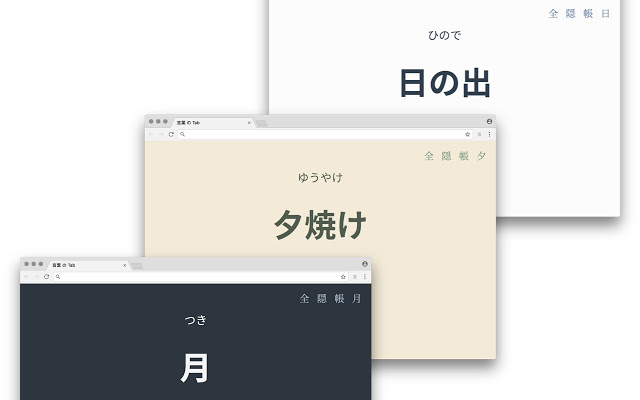 全 隠 帳 日
ひので
日の出
言葉 の Tab
全 隠 帳 夕
ゆうやけ
夕焼け
言葉 の Tab
全 隠 帳 月
つき
月